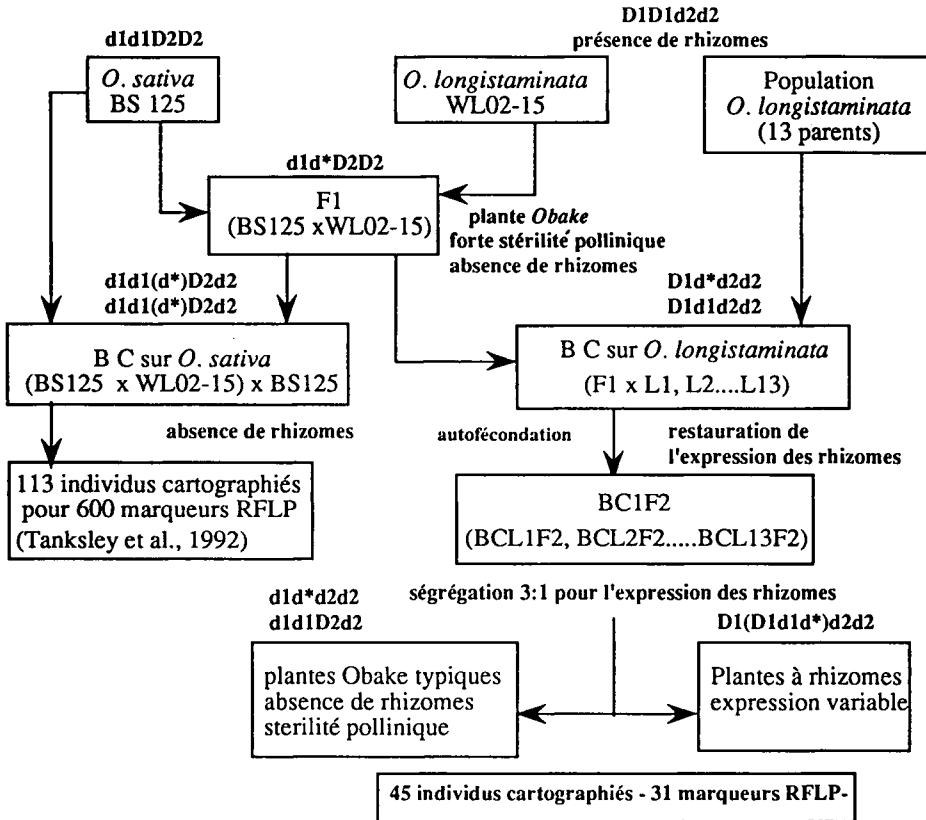 D1D1d2d2
présence de rhizomes
d1d1D2D2
O. sativa
BS 125
O. longistaminata
WL02-15
Population
O. longistaminata
(13 parents)
d1d*D2D2
F1
(BS125 xWL02-15)
plante Obake
forte stérilité pollinique
absence de rhizomes
d1d1(d*)D2d2
d1d1(d*)D2d2
D1d*d2d2
D1d1d2d2
B C sur O. sativa
(BS125 x WL02-15) x BS125
B C sur O. longistaminata
(F1 x L1, L2....L13)
absence de rhizomes
autofécondation
restauration de
l'expression des rhizomes
113 individus cartographiés
pour 600 marqueurs RFLP
(Tanksley et al., 1992)
BC1F2
(BCL1F2, BCL2F2.....BCL13F2)
ségrégation 3:1 pour l'expression des rhizomes
d1d*d2d2
d1d1D2d2
D1(D1d1d*)d2d2
plantes Obake typiques
absence de rhizomes
sterilité pollinique
Plantes à rhizomes
expression variable
45 individus cartographiés - 31 marqueurs RFLP-